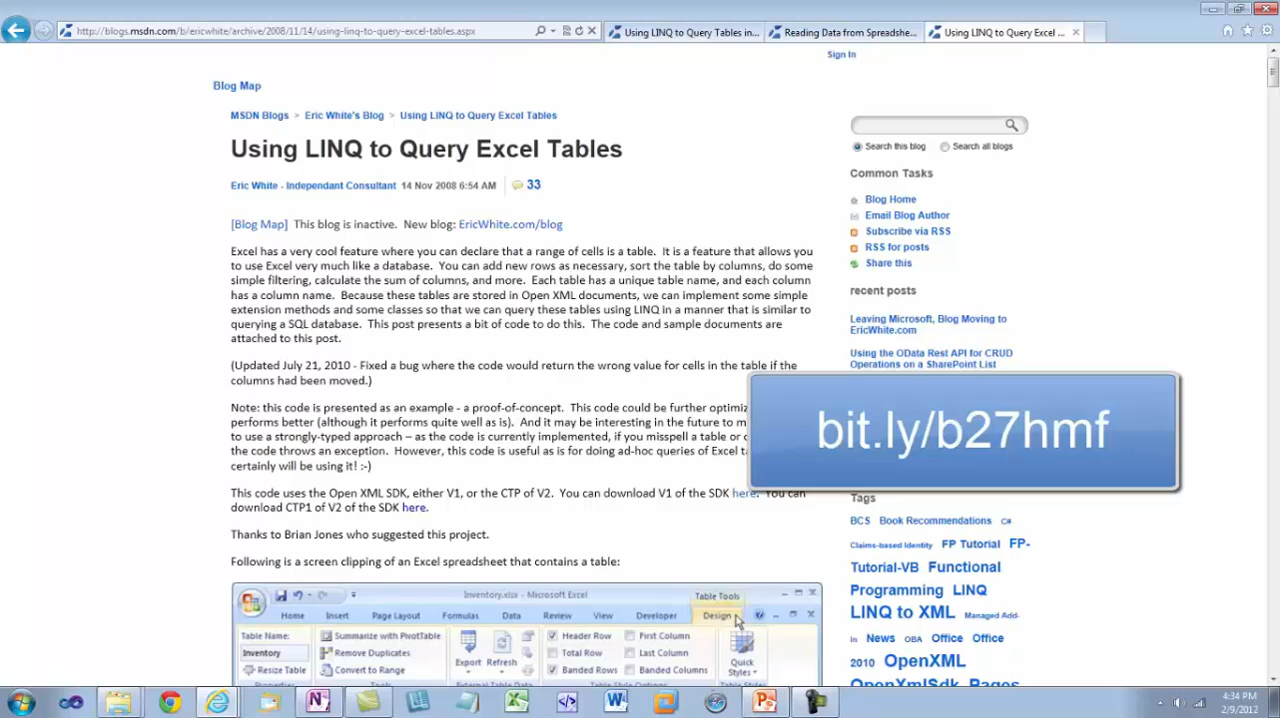 http://blogs.msdn.com/b/ericwhite/archive/2008/11/14/using-linq-to-query-excel-tables.aspx
Using LINQ to Query Tables in...
Reading Data from Spreadshe...
Using LINQ to Query Excel ...
Sign In
Blog Map
MSDN Blogs > Eric White's Blog > Using LINQ to Query Excel Tables
Using LINQ to Query Excel Tables
Eric White - Independant Consultant 14 Nov 2008 6:54 AM 33
[Blog Map] This blog is inactive. New blog: EricWhite.com/blog
Excel has a very cool feature where you can declare that a range of cells is a table. It is a feature that allows you
to use Excel very much like a database. You can add new rows as necessary, sort the table by columns, do some
simple filtering, calculate the sum of columns, and more. Each table has a unique table name, and each column
has a column name. Because these tables are stored in Open XML documents, we can implement some simple
extension methods and some classes so that we can query these tables using LINQ in a manner that is similar to
querying a SQL database. This post presents a bit of code to do this. The code and sample documents are
attached to this post.
(Updated July 21, 2010 - Fixed a bug where the code would return the wrong value for cells in the table if the
columns had been moved.)
Note: this code is presented as an example - a proof-of-concept. This code could be further optimiz
performs better (although it performs quite well as is). And it may be interesting in the future to m
to use a strongly-typed approach – as the code is currently implemented, if you misspell a table or c
the code throws an exception. However, this code is useful as is for doing ad-hoc queries of Excel ta
certainly will be using it! :-)
This code uses the Open XML SDK, either V1, or the CTP of V2. You can download V1 of the SDK here. You can
download CTP1 of V2 of the SDK here.
Thanks to Brian Jones who suggested this project.
Following is a screen clipping of an Excel spreadsheet that contains a table:
Inventory.xlsx - Microsoft Excel
Table Tools
Home Insert Page Layout Formulas Data Review View Developer Design
Table Name:
Inventory
Resize Table
Properties
Summarize with PivotTable
Remove Duplicates
Convert to Range
Tools
Export Refresh
External Table Data
Header Row First Column
Total Row Last Column
Banded Rows Banded Columns
Table Style Options
Quick
Styles
Table Styles
Search this blog Search all blogs
Common Tasks
Blog Home
Email Blog Author
Subscribe via RSS
RSS for posts
Share this
recent posts
Leaving Microsoft, Blog Moving to
EricWhite.com
Using the OData Rest API for CRUD
Operations on a SharePoint List
bit.ly/b27hmf
Tags
BCS Book Recommendations C#
Claims-based Identity FP Tutorial FP-
Tutorial-VB Functional
Programming LINQ
LINQ to XML Managed Add-
in News OBA Office Office
2010 OpenXML
OpenXmlSdk Pages
4:34 PM
2/9/2012